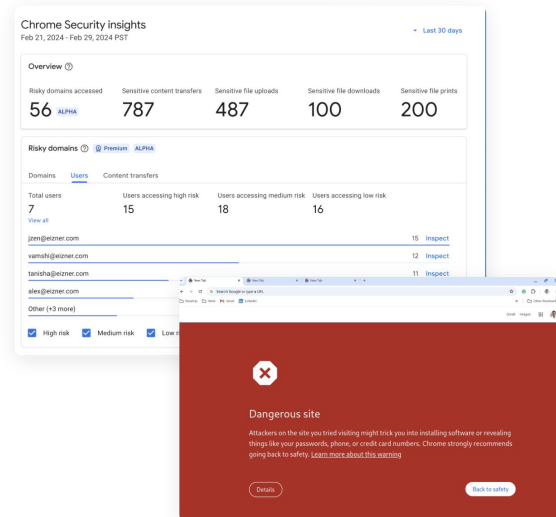 Chrome Security insights
Feb 21, 2024 - Feb 29, 2024 PST
Last 30 days
Overview
Risky domains accessed
56 ALPHA
Sensitive content transfers
787
Sensitive file uploads
487
Sensitive file downloads
100
Sensitive file prints
200
Risky domains Premium ALPHA
Domains Users Content transfers
Total users
7
View all
Users accessing high risk
15
Users accessing medium risk
18
Users accessing low risk
16
jzen@eizner.com 15 Inspect
vamshi@eizner.com 12 Inspect
tanisha@eizner.com 11 Inspect
alex@eizner.com
Other (+3 more)
High risk Medium risk Low
New Tab New Tab New Tab
Search Google or type a URL
Gmail LinkedIn
Gmail Images
Dangerous site
Attackers on the site you tried visiting might trick you into installing software or revealing
things like your passwords, phone, or credit card numbers. Chrome strongly recommends
going back to safety. Learn more about this warning
Details Back to safety